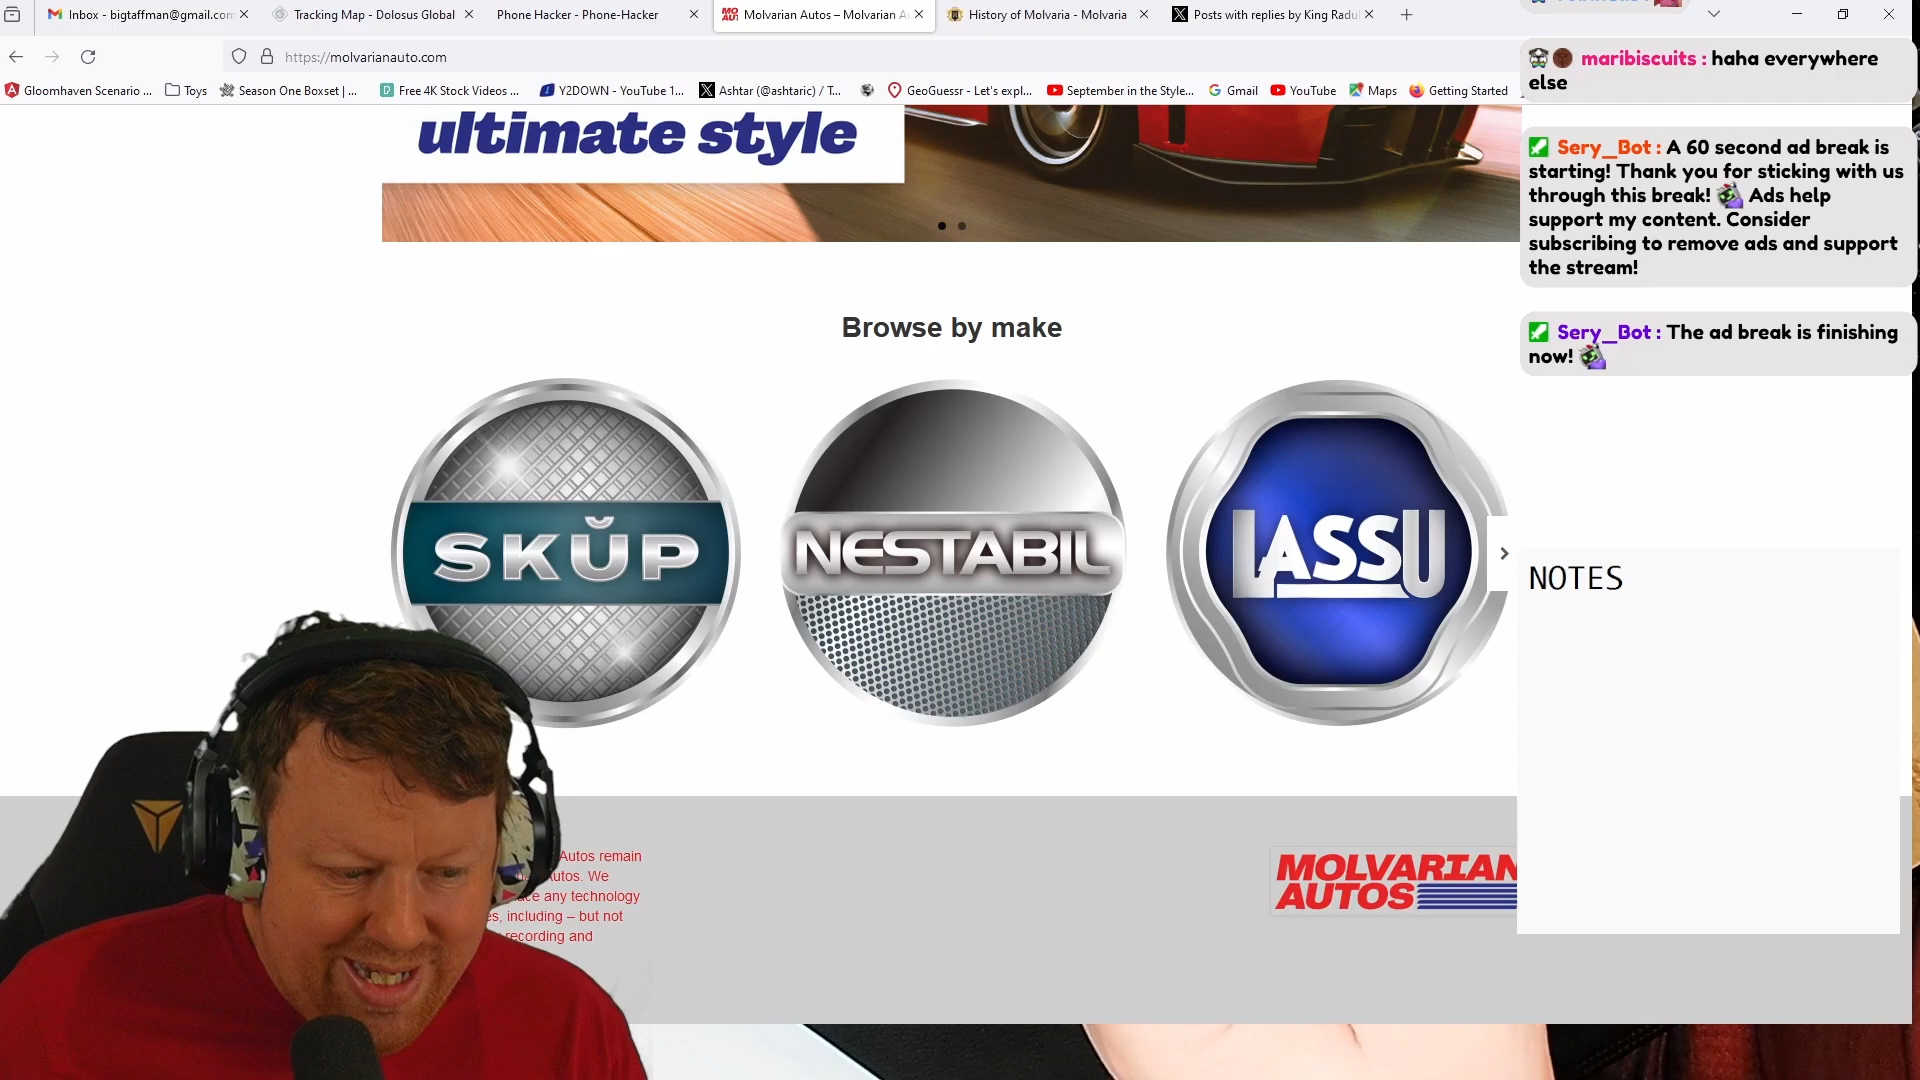 Inbox - bigtaffman@gmail.com
Tracking Map - Dolosus Global
Phone Hacker - Phone-Hacker
MO
AU
Molvarian Autos – Molvarian Au
History of Molvaria - Molvaria
Posts with replies by King Radul
https://molvarianauto.com
Gloomhaven Scenario ...
Toys
Season One Boxset | ...
Free 4K Stock Videos ...
Y2DOWN - YouTube 1...
Ashtar (@ashtaric) / T...
GeoGuessr - Let's expl...
September in the Style...
Gmail
YouTube
Maps
Getting Started
maribiscuits : haha everywhere
else
Sery_Bot : A 60 second ad break is
starting! Thank you for sticking with us
through this break! Ads help
support my content. Consider
subscribing to remove ads and support
the stream!
Sery_Bot : The ad break is finishing
now!
ultimate style
Browse by make
SKŬP
NESTABIL
LASSU
NOTES
Autos remain
Autos. We
any technology
including – but not
recording and
MOLVARIAN
AUTOS